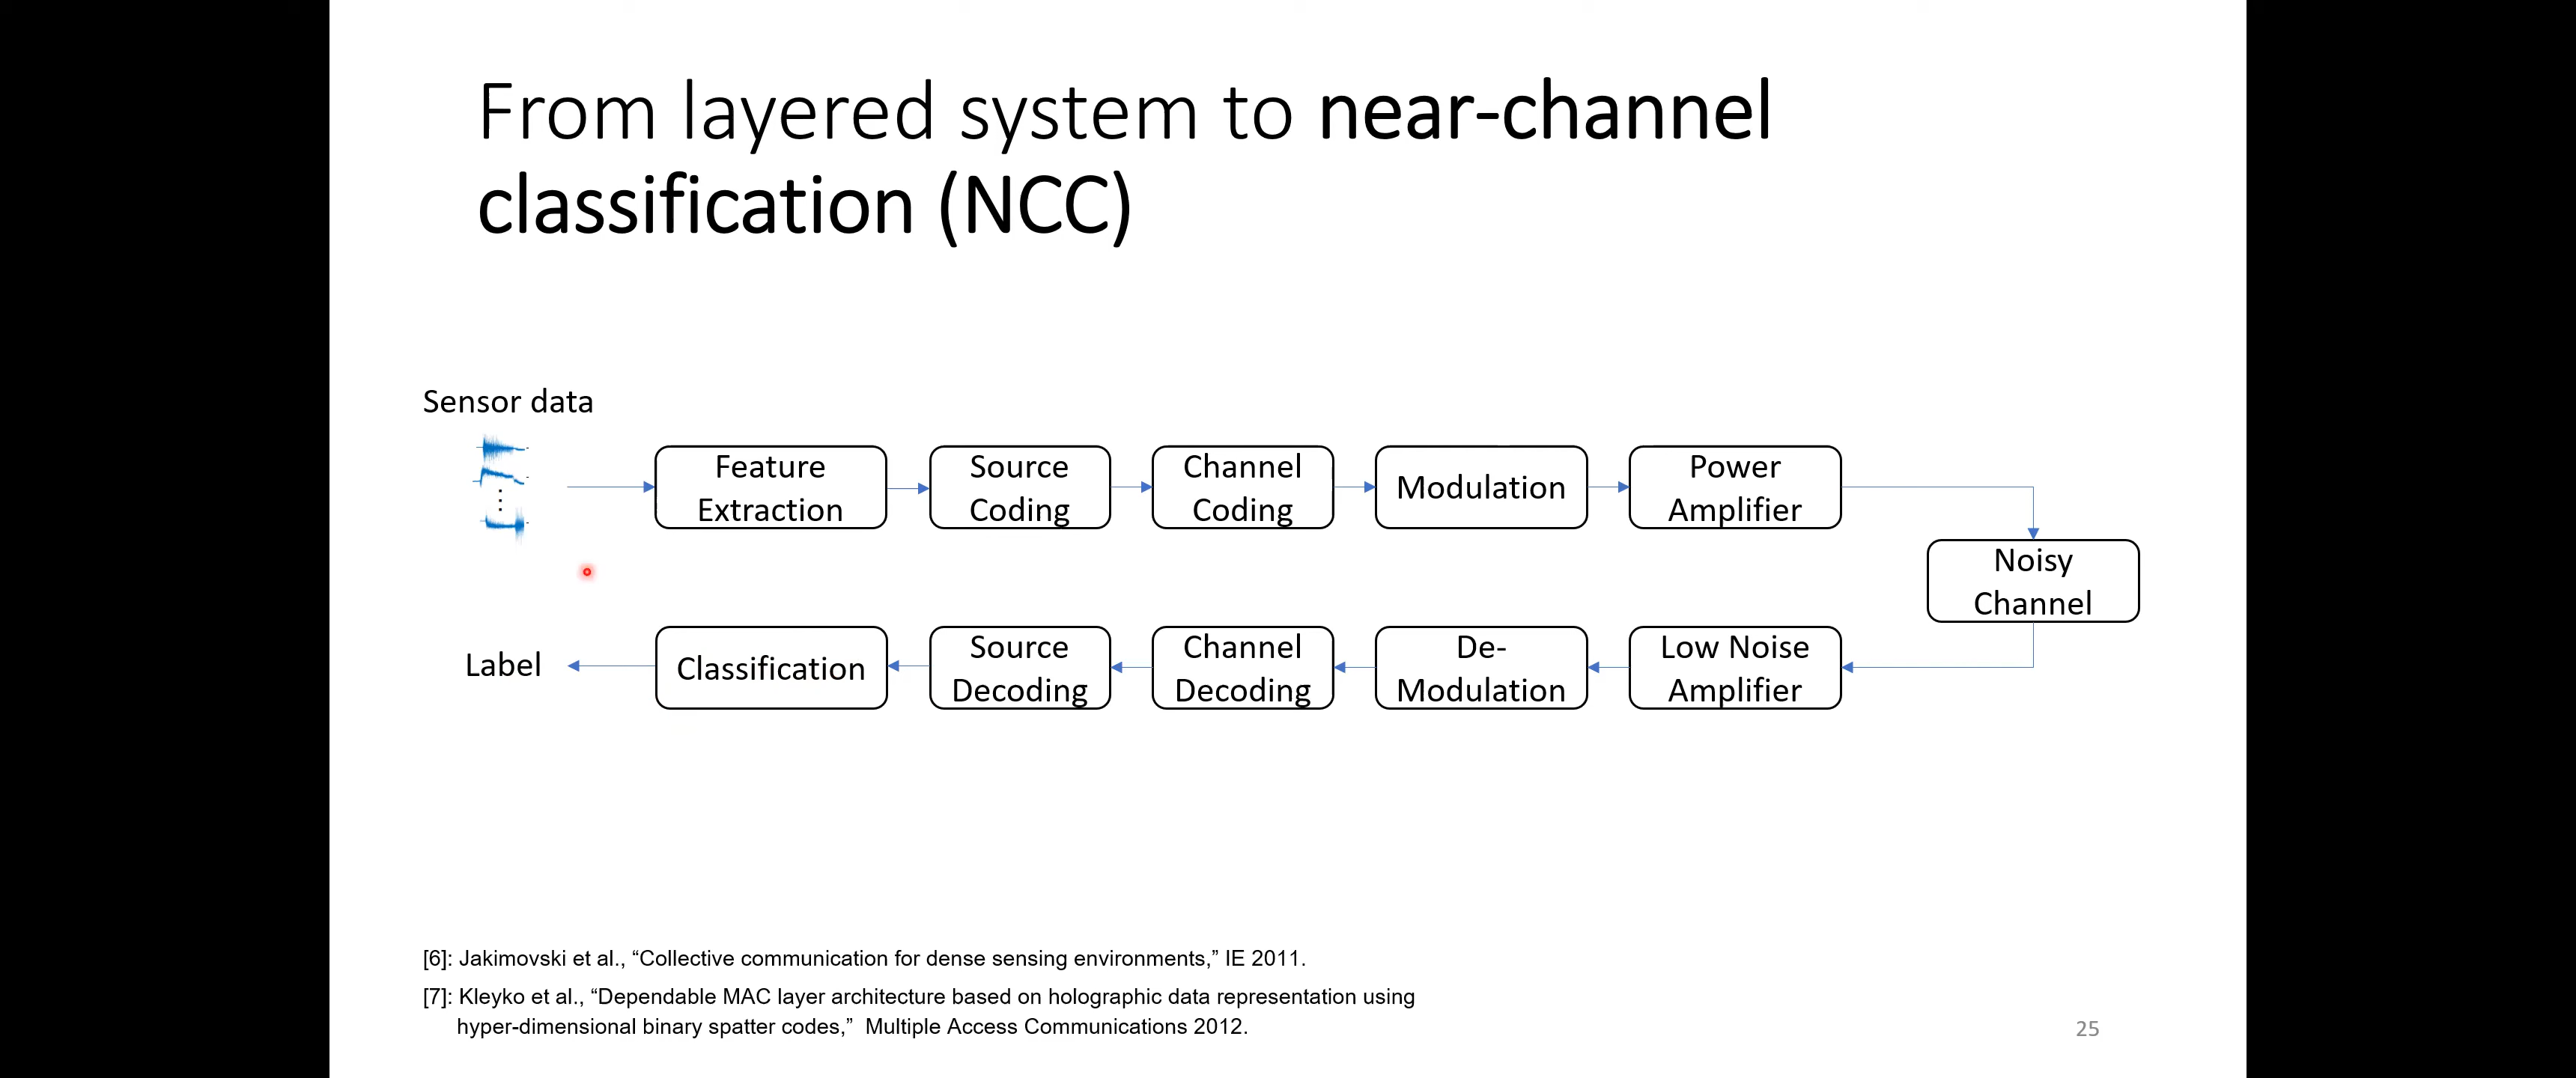 From layered system to near-channel
classification (NCC)
Sensor data
Feature
Extraction
Source
Coding
Channel
Coding
Modulation
Power
Amplifier
Noisy
Channel
Low Noise
Amplifier
De-
Modulation
Channel
Decoding
Source
Decoding
Classification
Label
[6]: Jakimovski et al., “Collective communication for dense sensing environments,” IE 2011.
[7]: Kleyko et al., “Dependable MAC layer architecture based on holographic data representation using
hyper-dimensional binary spatter codes,” Multiple Access Communications 2012.
25